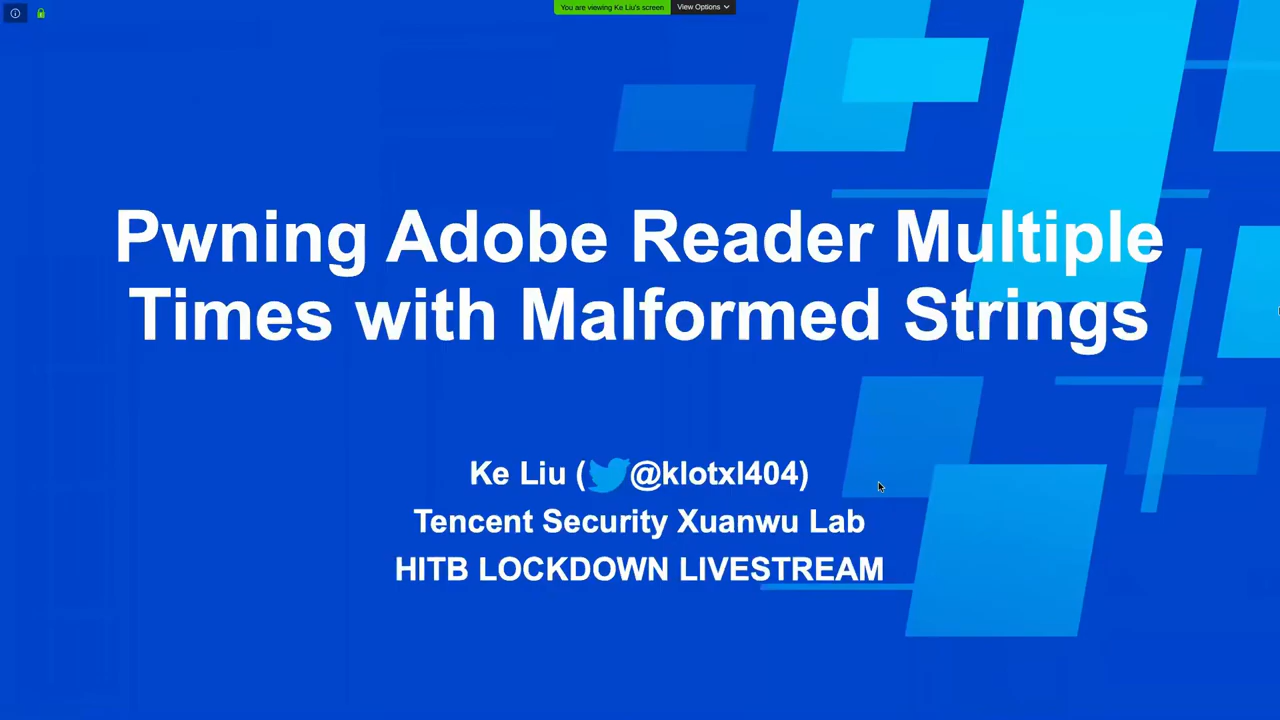 You are viewing Ke Liu's screen
View Options
Pwning Adobe Reader Multiple
Times with Malformed Strings
Ke Liu (@klotxl404)
Tencent Security Xuanwu Lab
HITB LOCKDOWN LIVESTREAM